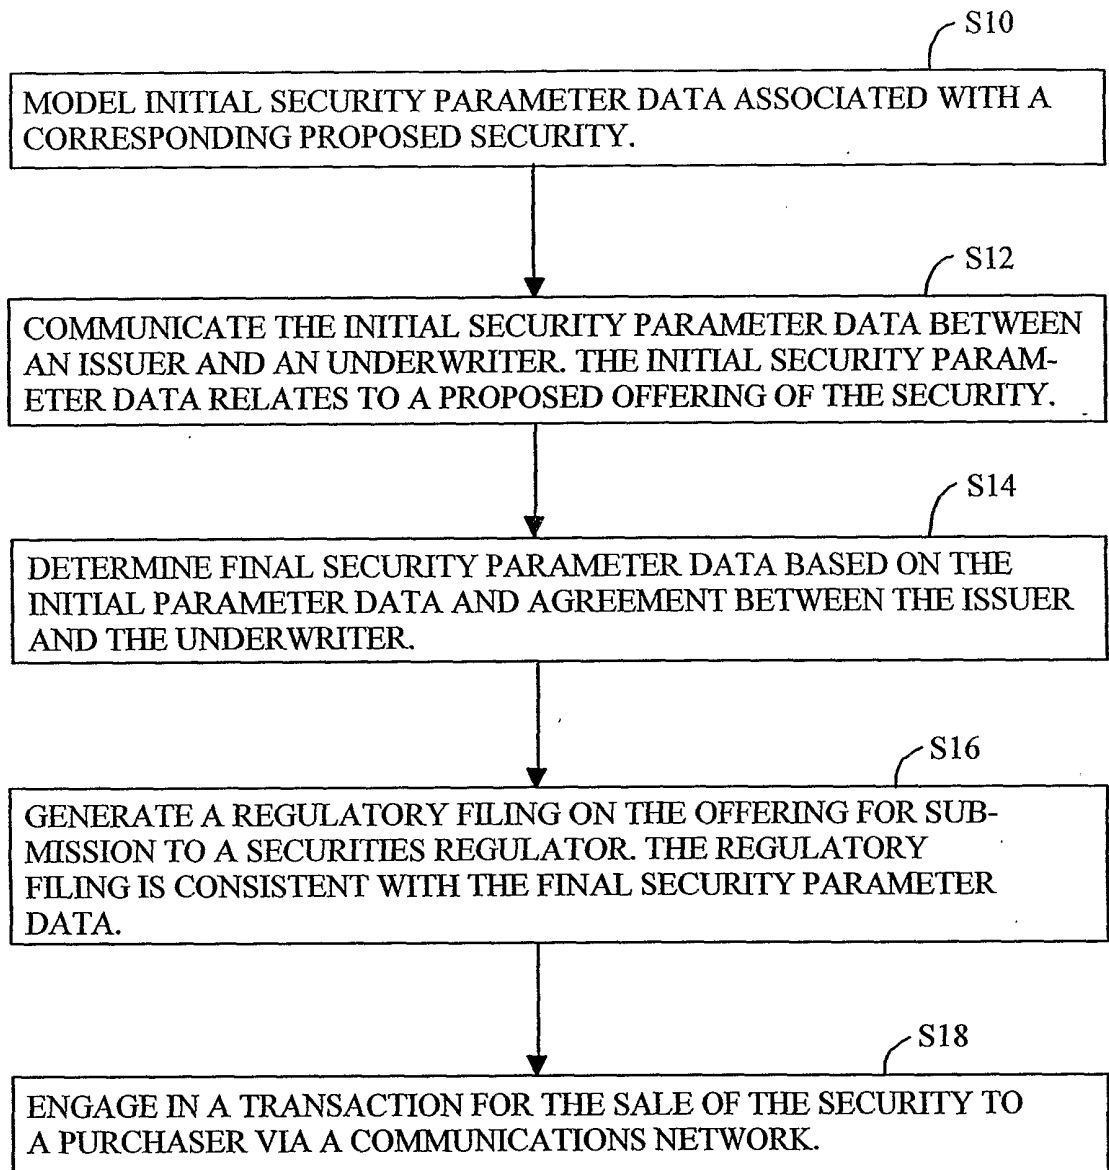 S10
MODEL INITIAL SECURITY PARAMETER DATA ASSOCIATED WITH A
CORRESPONDING PROPOSED SECURITY.
S12
COMMUNICATE THE INITIAL SECURITY PARAMETER DATA BETWEEN
AN ISSUER AND AN UNDERWRITER. THE INITIAL SECURITY PARAM-
ETER DATA RELATES TO A PROPOSED OFFERING OF THE SECURITY.
S14
DETERMINE FINAL SECURITY PARAMETER DATA BASED ON THE
INITIAL PARAMETER DATA AND AGREEMENT BETWEEN THE ISSUER
AND THE UNDERWRITER.
S16
GENERATE A REGULATORY FILING ON THE OFFERING FOR SUB-
MISSION TO A SECURITIES REGULATOR. THE REGULATORY
FILING IS CONSISTENT WITH THE FINAL SECURITY PARAMETER
DATA.
S18
ENGAGE IN A TRANSACTION FOR THE SALE OF THE SECURITY TO
A PURCHASER VIA A COMMUNICATIONS NETWORK.